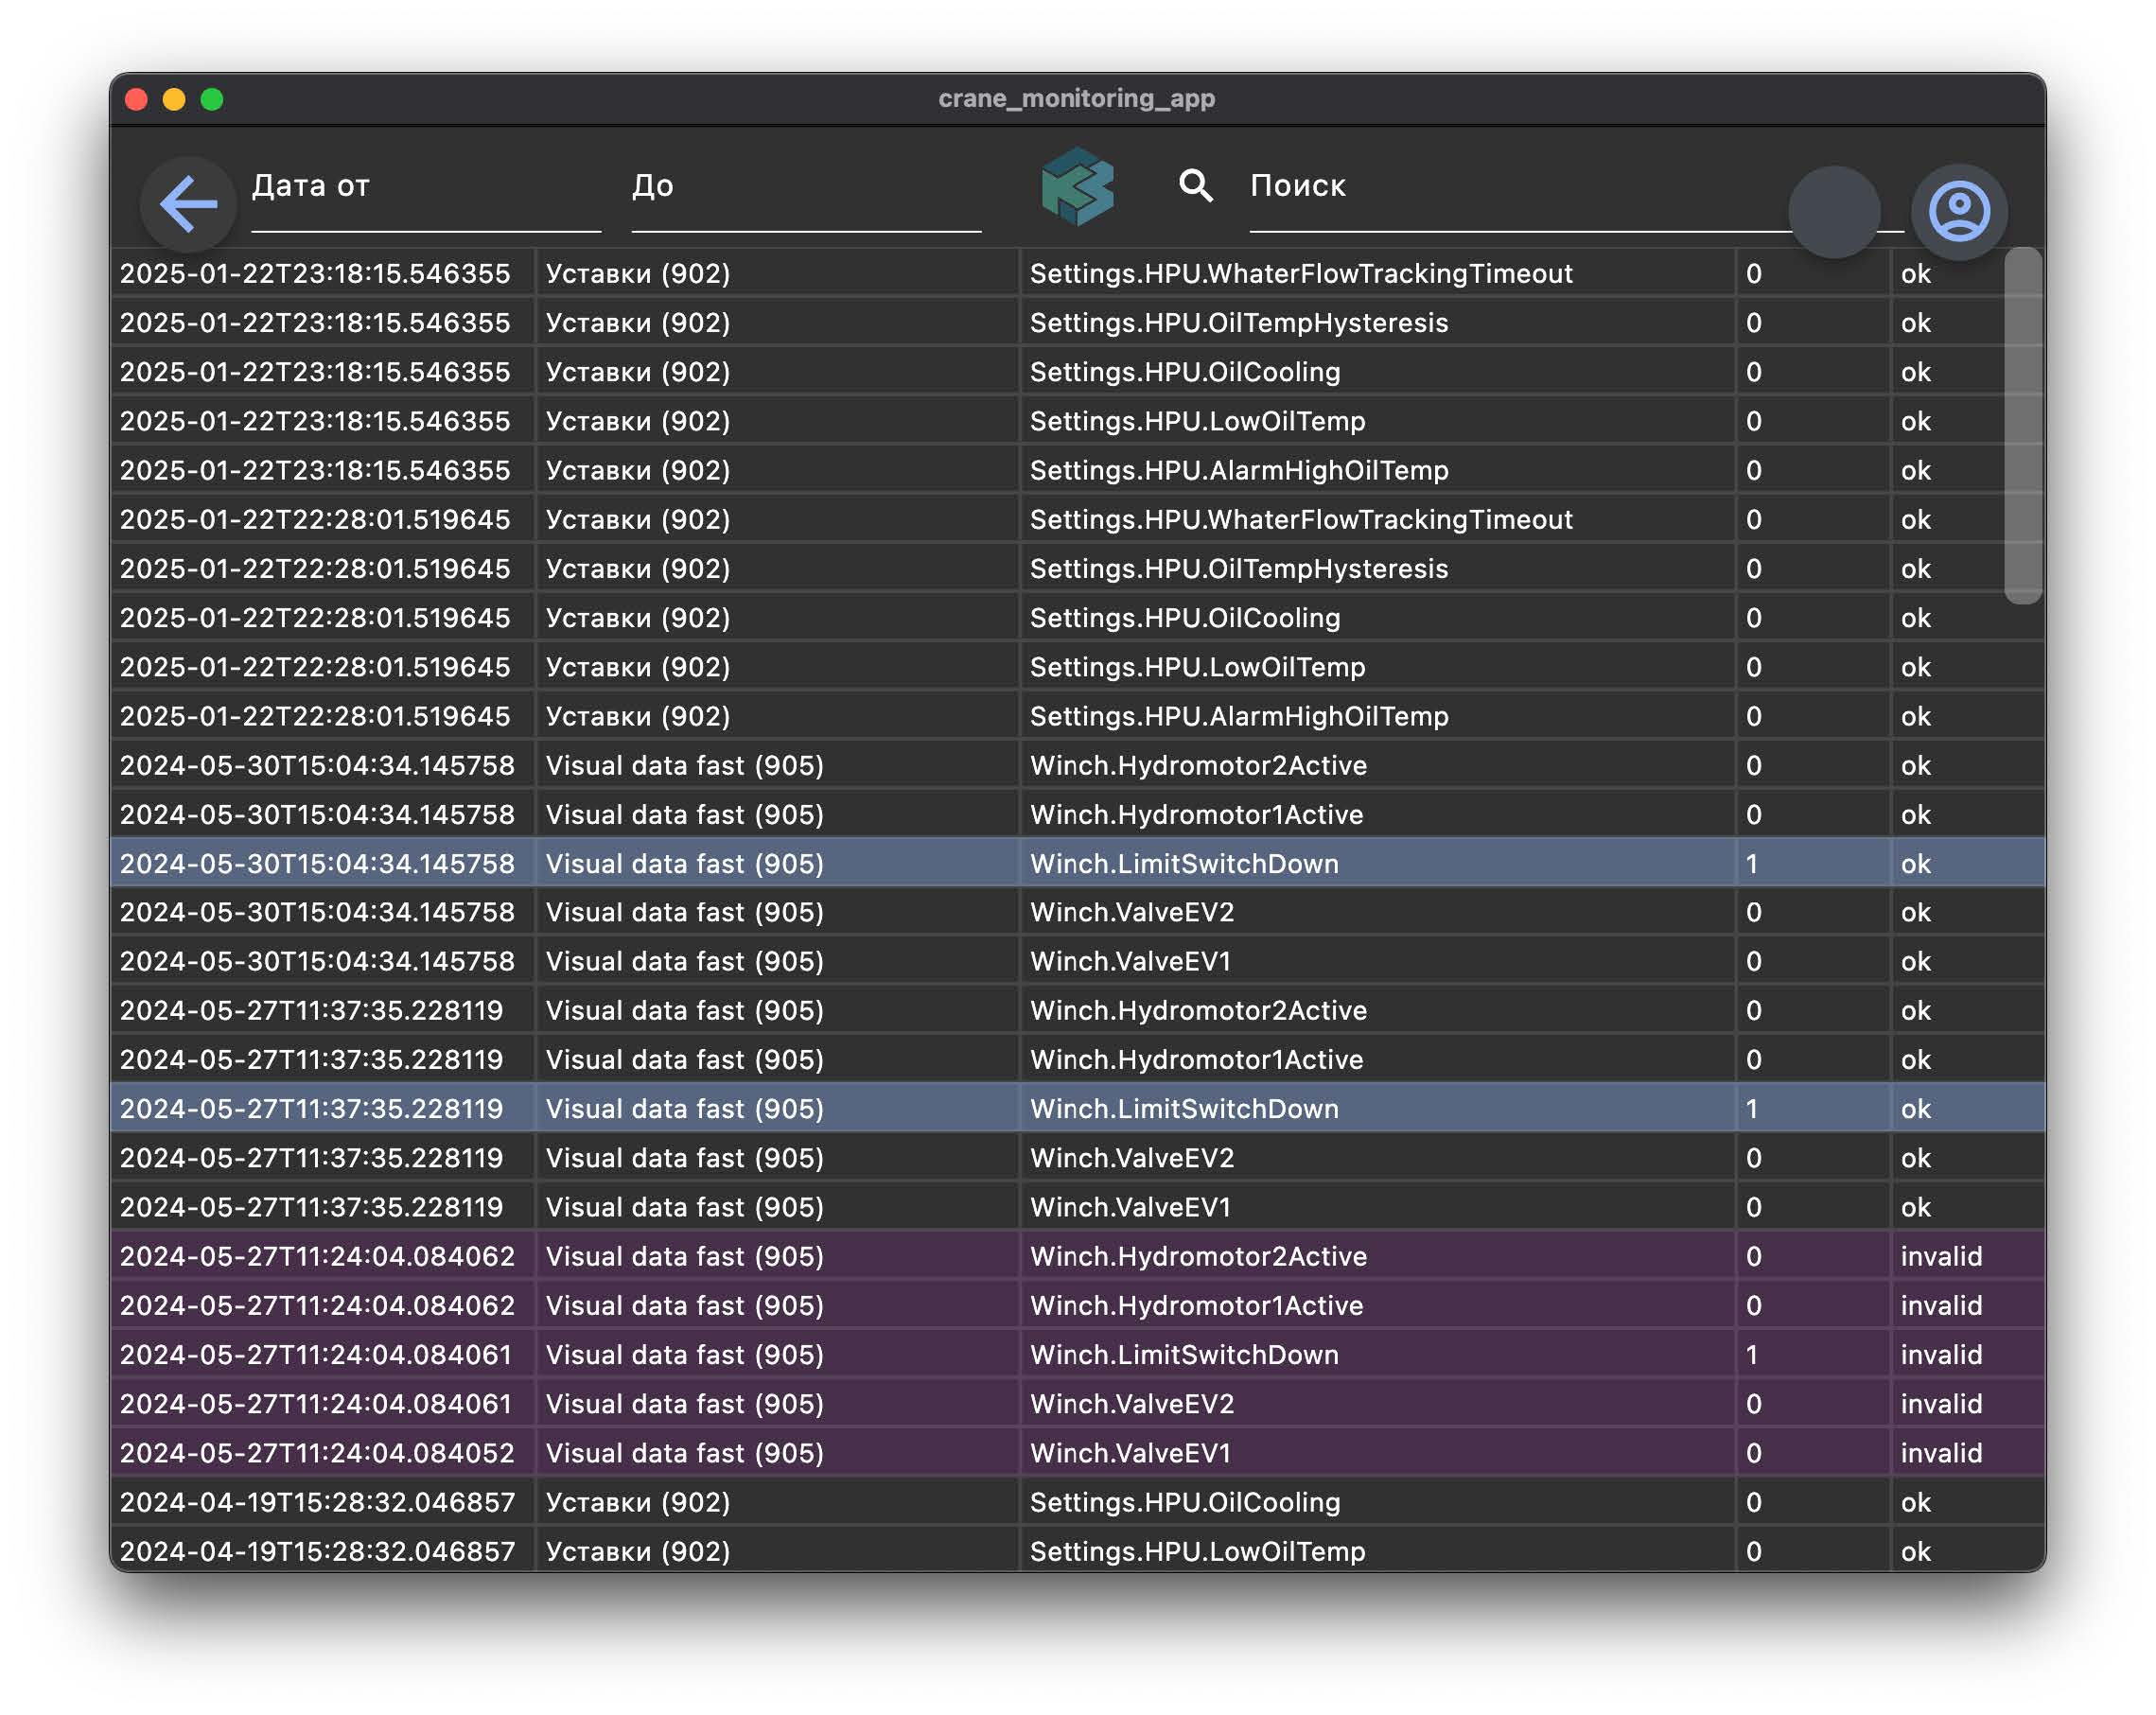 crane_monitoring_app
Дата от До Поиск
2025-01-22T23:18:15.546355 Уставки (902) Settings.HPU.WhaterFlowTrackingTimeout 0 ok
2025-01-22T23:18:15.546355 Уставки (902) Settings.HPU.OilTempHysteresis 0 ok
2025-01-22T23:18:15.546355 Уставки (902) Settings.HPU.OilCooling 0 ok
2025-01-22T23:18:15.546355 Уставки (902) Settings.HPU.LowOilTemp 0 ok
2025-01-22T23:18:15.546355 Уставки (902) Settings.HPU.AlarmHighOilTemp 0 ok
2025-01-22T22:28:01.519645 Уставки (902) Settings.HPU.WhaterFlowTrackingTimeout 0 ok
2025-01-22T22:28:01.519645 Уставки (902) Settings.HPU.OilTempHysteresis 0 ok
2025-01-22T22:28:01.519645 Уставки (902) Settings.HPU.OilCooling 0 ok
2025-01-22T22:28:01.519645 Уставки (902) Settings.HPU.LowOilTemp 0 ok
2025-01-22T22:28:01.519645 Уставки (902) Settings.HPU.AlarmHighOilTemp 0 ok
2024-05-30T15:04:34.145758 Visual data fast (905) Winch.Hydromotor2Active 0 ok
2024-05-30T15:04:34.145758 Visual data fast (905) Winch.Hydromotor1Active 0 ok
2024-05-30T15:04:34.145758 Visual data fast (905) Winch.LimitSwitchDown 1 ok
2024-05-30T15:04:34.145758 Visual data fast (905) Winch.ValveEV2 0 ok
2024-05-30T15:04:34.145758 Visual data fast (905) Winch.ValveEV1 0 ok
2024-05-27T11:37:35.228119 Visual data fast (905) Winch.Hydromotor2Active 0 ok
2024-05-27T11:37:35.228119 Visual data fast (905) Winch.Hydromotor1Active 0 ok
2024-05-27T11:37:35.228119 Visual data fast (905) Winch.LimitSwitchDown 1 ok
2024-05-27T11:37:35.228119 Visual data fast (905) Winch.ValveEV2 0 ok
2024-05-27T11:37:35.228119 Visual data fast (905) Winch.ValveEV1 0 ok
2024-05-27T11:24:04.084062 Visual data fast (905) Winch.Hydromotor2Active 0 invalid
2024-05-27T11:24:04.084062 Visual data fast (905) Winch.Hydromotor1Active 0 invalid
2024-05-27T11:24:04.084061 Visual data fast (905) Winch.LimitSwitchDown 1 invalid
2024-05-27T11:24:04.084061 Visual data fast (905) Winch.ValveEV2 0 invalid
2024-05-27T11:24:04.084052 Visual data fast (905) Winch.ValveEV1 0 invalid
2024-04-19T15:28:32.046857 Уставки (902) Settings.HPU.OilCooling 0 ok
2024-04-19T15:28:32.046857 Уставки (902) Settings.HPU.LowOilTemp 0 ok